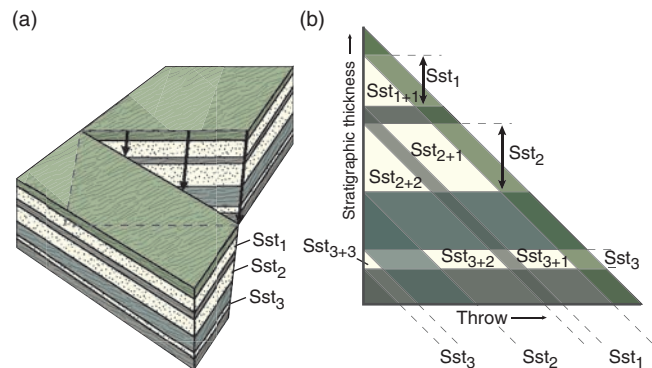 (a)
Sst1
Sst2
Sst3
(b)
Stratigraphic thickness
Sst1
Sst1+1
Sst2+1
Sst2
Sst2+2
Sst3+3
Sst3+2
Sst3+1
Sst3
Throw
Sst3
Sst2
Sst1